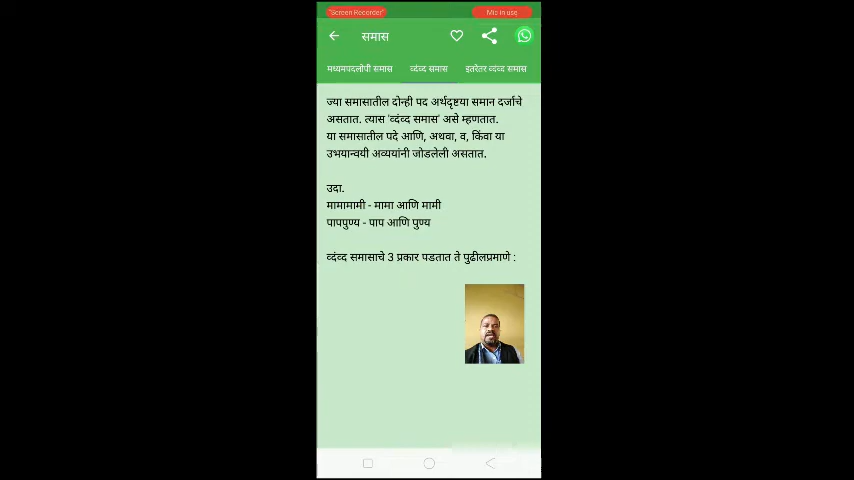 "Screen Recorder"
Mic in use
समास
मध्यमपदलोपी समास
व्दंव्द समास
इतरेतर व्दंव्द समास
ज्या समासातील दोन्ही पद अर्थदृष्टया समान दर्जाचे
असतात. त्यास 'व्दंव्द समास' असे म्हणतात.
या समासातील पदे आणि, अथवा, व, किंवा या
उभयान्वयी अव्ययांनी जोडलेली असतात.
उदा.
मामामामी - मामा आणि मामी
पापपुण्य - पाप आणि पुण्य
व्दंव्द समासाचे 3 प्रकार पडतात ते पुढीलप्रमाणे :